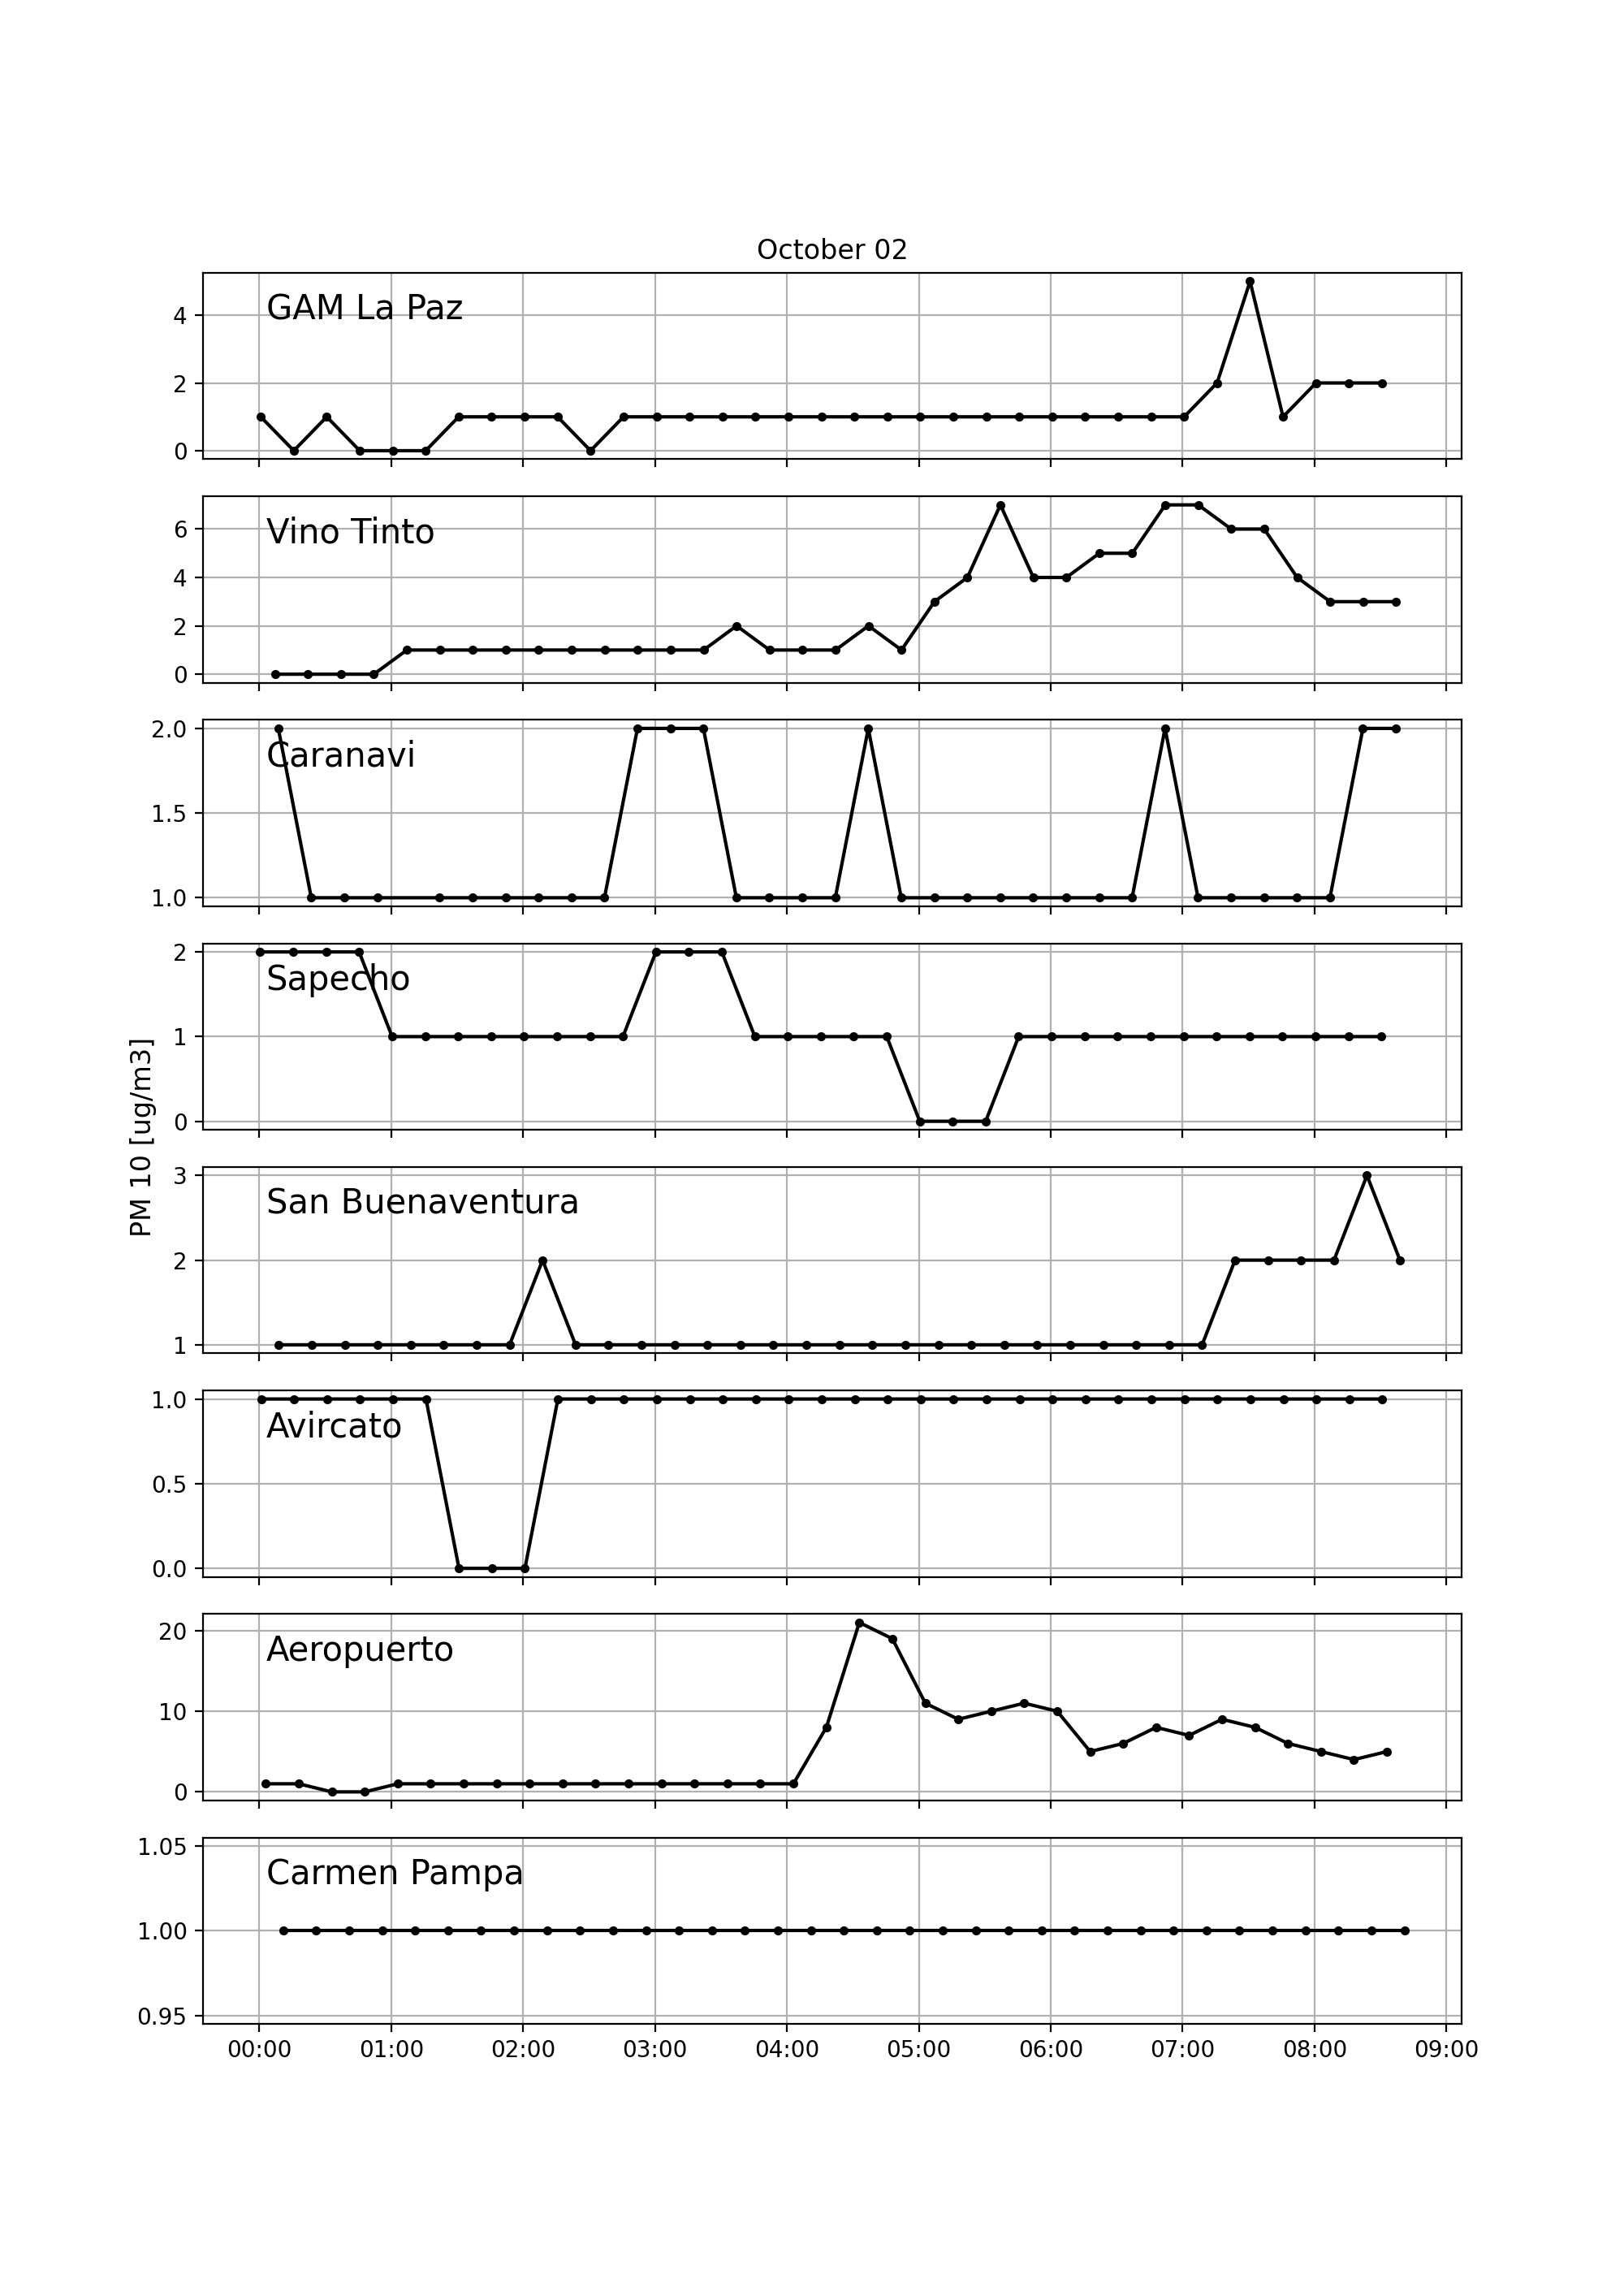 October 02
PM 10 [ug/m3]
GAM La Paz
4
2
0
Vino Tinto
6
4
2
0
Caranavi
2.0
1.5
1.0
Sapecho
2
1
0
San Buenaventura
3
2
1
Avircato
1.0
0.5
0.0
Aeropuerto
20
10
0
Carmen Pampa
1.05
1.00
0.95
00:00 01:00 02:00 03:00 04:00 05:00 06:00 07:00 08:00 09:00